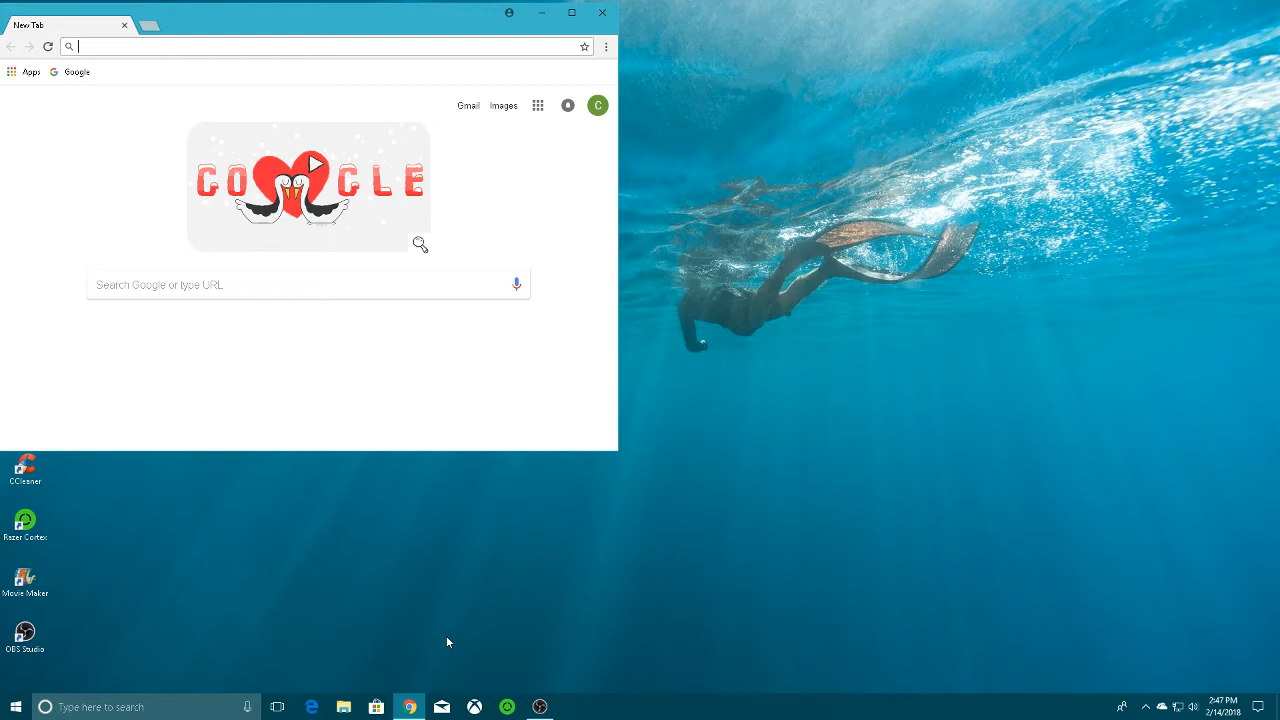 New Tab
Apps
Google
Gmail
Images
C
GOOGLE
Search Google or type URL
CCleaner
Razer Cortex
Movie Maker
OBS Studio
Type here to search
2:47 PM
2/14/2018